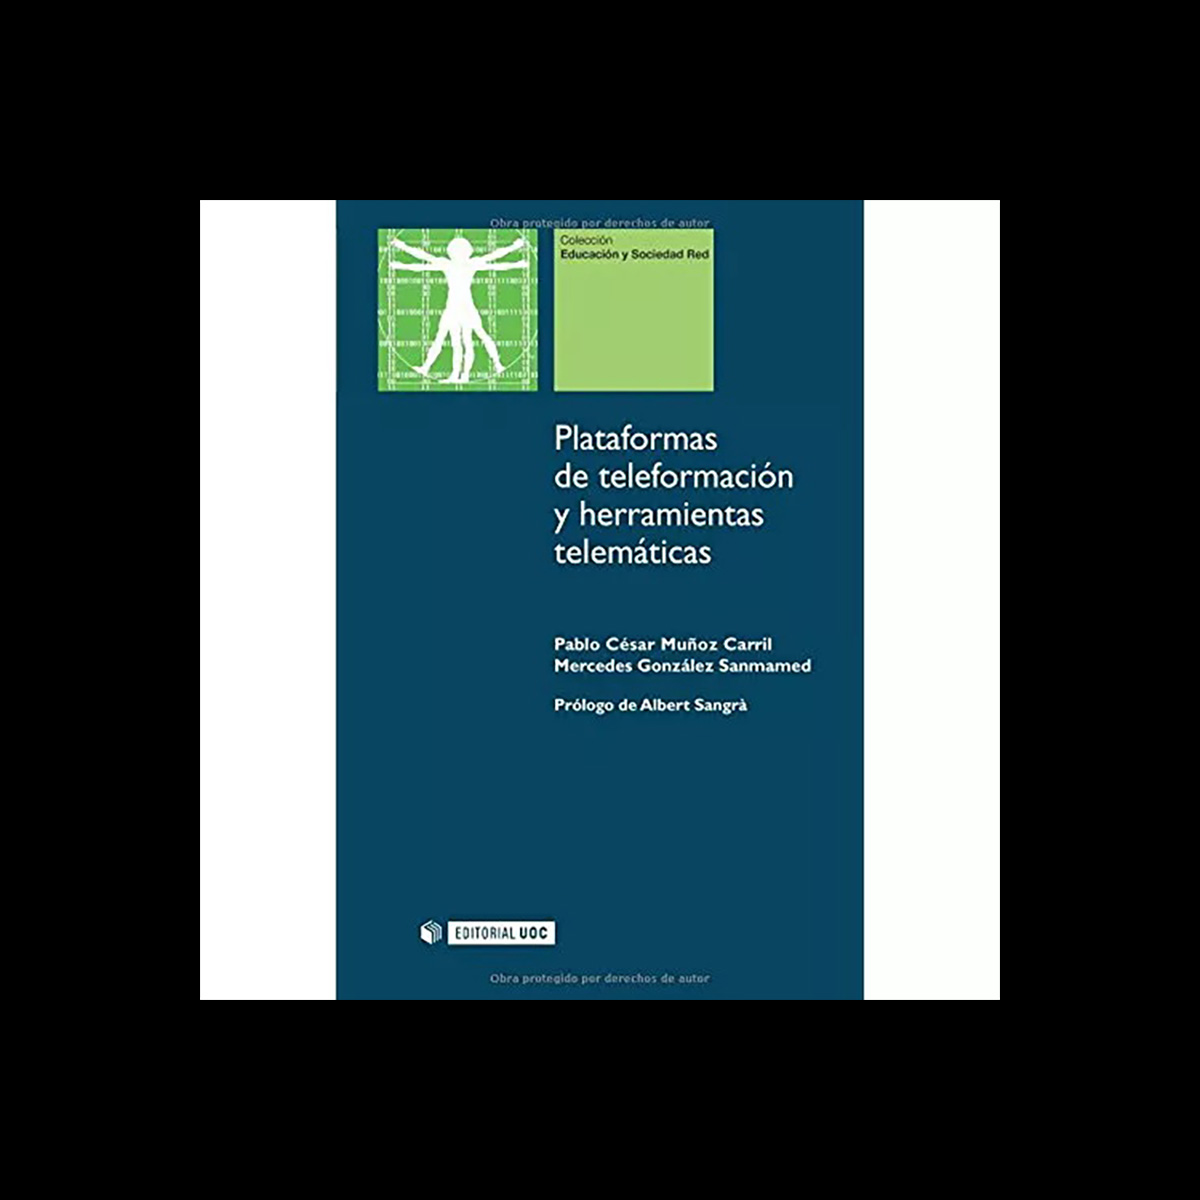 Obra protegido por derechos de autor
Colección
Educación y Sociedad Red
Plataformas
de teleformación
y herramientas
telemáticas
Pablo César Muñoz Carril
Mercedes González Sanmamed
Prólogo de Albert Sangrà
EDITORIAL UOC
Obra protegido por derechos de autor